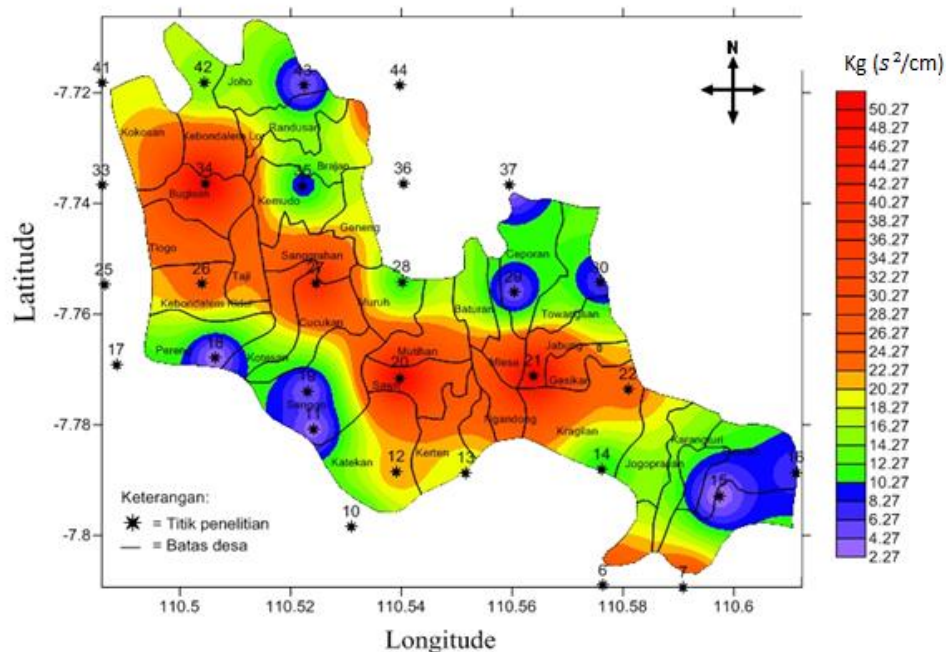 N
Kg (s²/cm)
41
42
43
44
-7.72
Joho
Kokosan
Kebondalem Lor
Randusari
Brajan
33
34
35
36
37
-7.74
Bugisan
Kemudo
Geneng
Tlogo
Sanggrahan
Ceporan
25
26
Taji
27
28
29
30
-7.76
Kebondalem Kidul
Muruh
Baturan
Towangsan
Cucukan
17
Pereng
18
Kotesan
Mutihan
Mlese
Jabung
20
21
22
19
Sawit
Gesikan
Sengon
11
-7.78
Ngandong
Kragilan
Karangturi
Katekan
12
Kerten
13
14
Jogoprayan
15
16
Keterangan:
= Titik penelitian
= Batas desa
10
-7.8
6
7
110.5
110.52
110.54
110.56
110.58
110.6
Latitude
Longitude
50.27
48.27
46.27
44.27
42.27
40.27
38.27
36.27
34.27
32.27
30.27
28.27
26.27
24.27
22.27
20.27
18.27
16.27
14.27
12.27
10.27
8.27
6.27
4.27
2.27